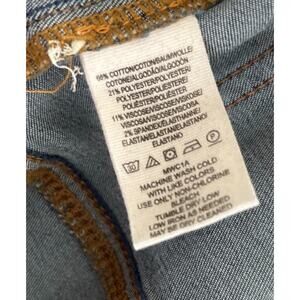 66% COTTON/COTON/BAUMWOLLE/
COTONE/ALGODÃO/ALGODÓN
21% POLYESTER/POLYESTER/
POLYESTER/POLIESTERE/
POLIÉSTER/POLIÉSTER
11% VISCOSE/VISCOSE/VISKOSE/
VISCOSA/VISCOSE/VISCOSA
2% SPANDEX/ÉLASTHANNE/
ELASTAN/ELASTAN/
ELASTANO
30
MWC1A
MACHINE WASH COLD
WITH LIKE COLORS
USE ONLY NON-CHLORINE
BLEACH
TUMBLE DRY LOW
LOW IRON AS NEEDED
MAY BE DRY CLEANED